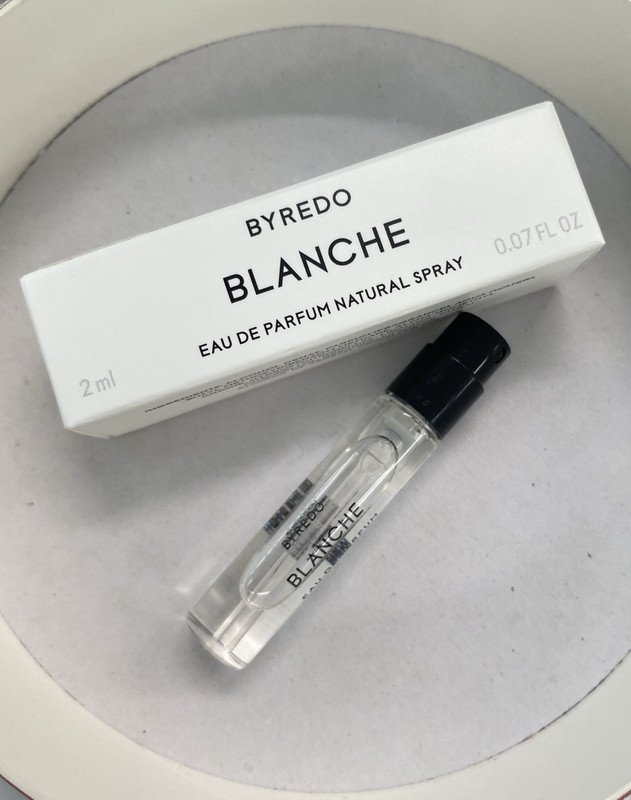 BYREDO
BLANCHE
EAU DE PARFUM NATURAL SPRAY
2 ml
0.07 FL OZ
BYREDO
BLANCHE